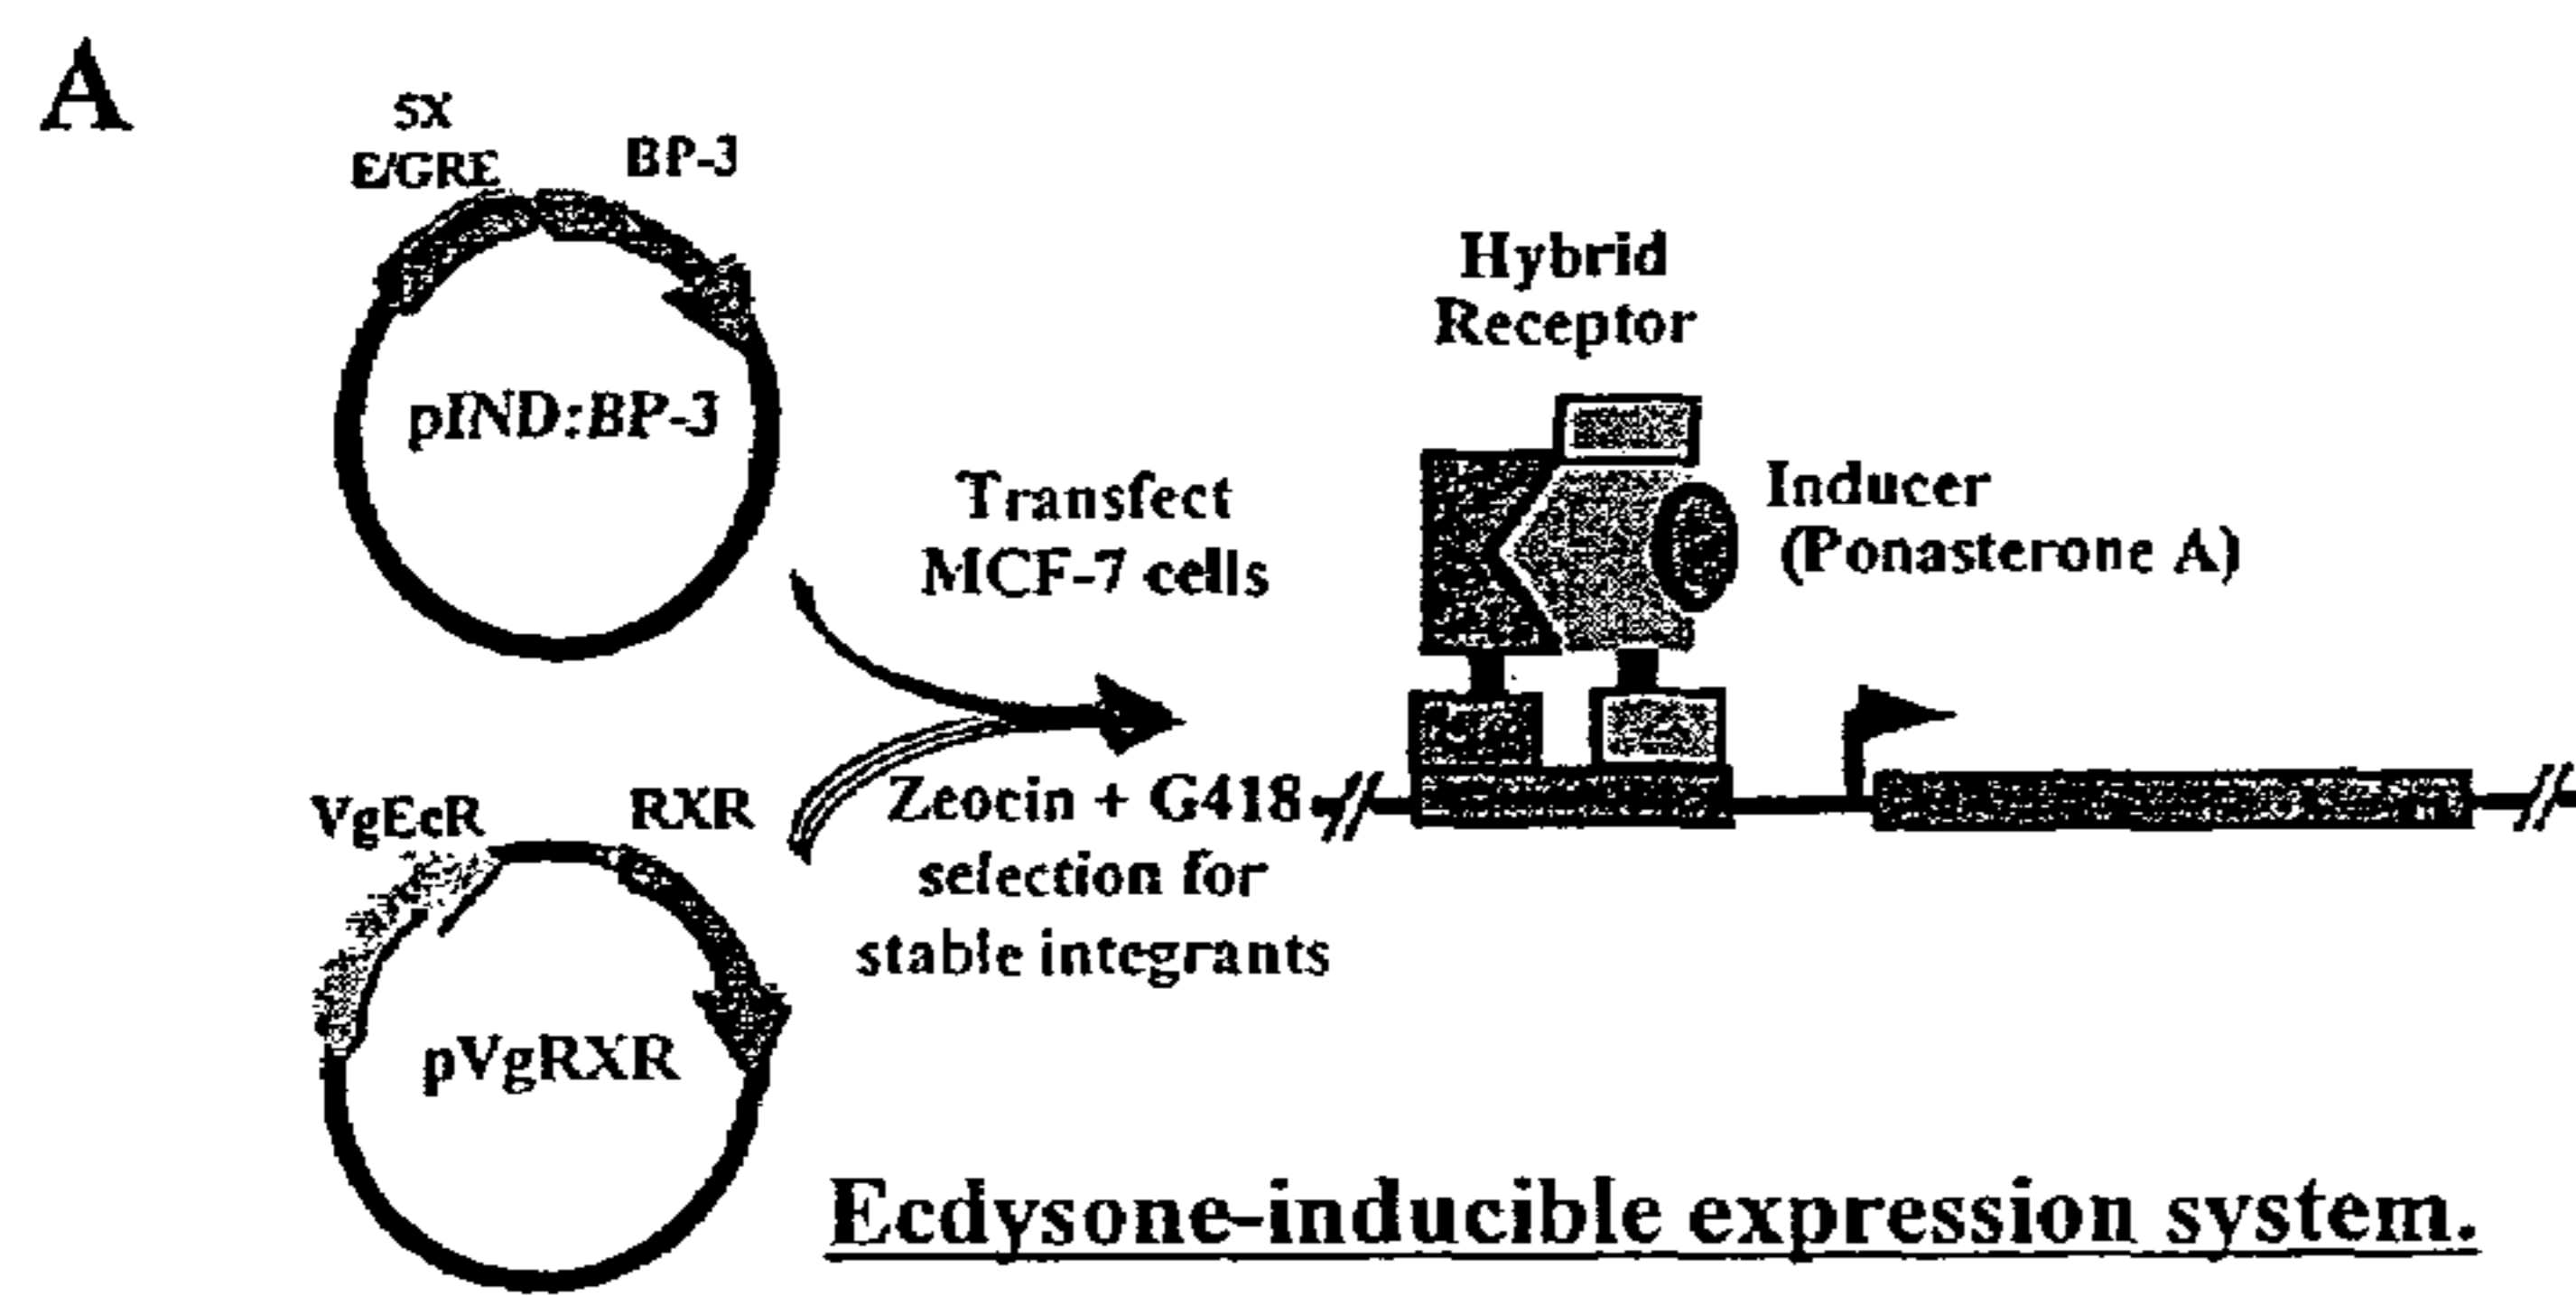 A
5X
E/GRE
BP-3
pIND:BP-3
Transfect
MCF-7 cells
Hybrid
Receptor
Inducer
(Ponasterone A)
VgEcR
RXR
pVgRXR
Zeocin + G418
selection for
stable integrants
Ecdysone-inducible expression system.